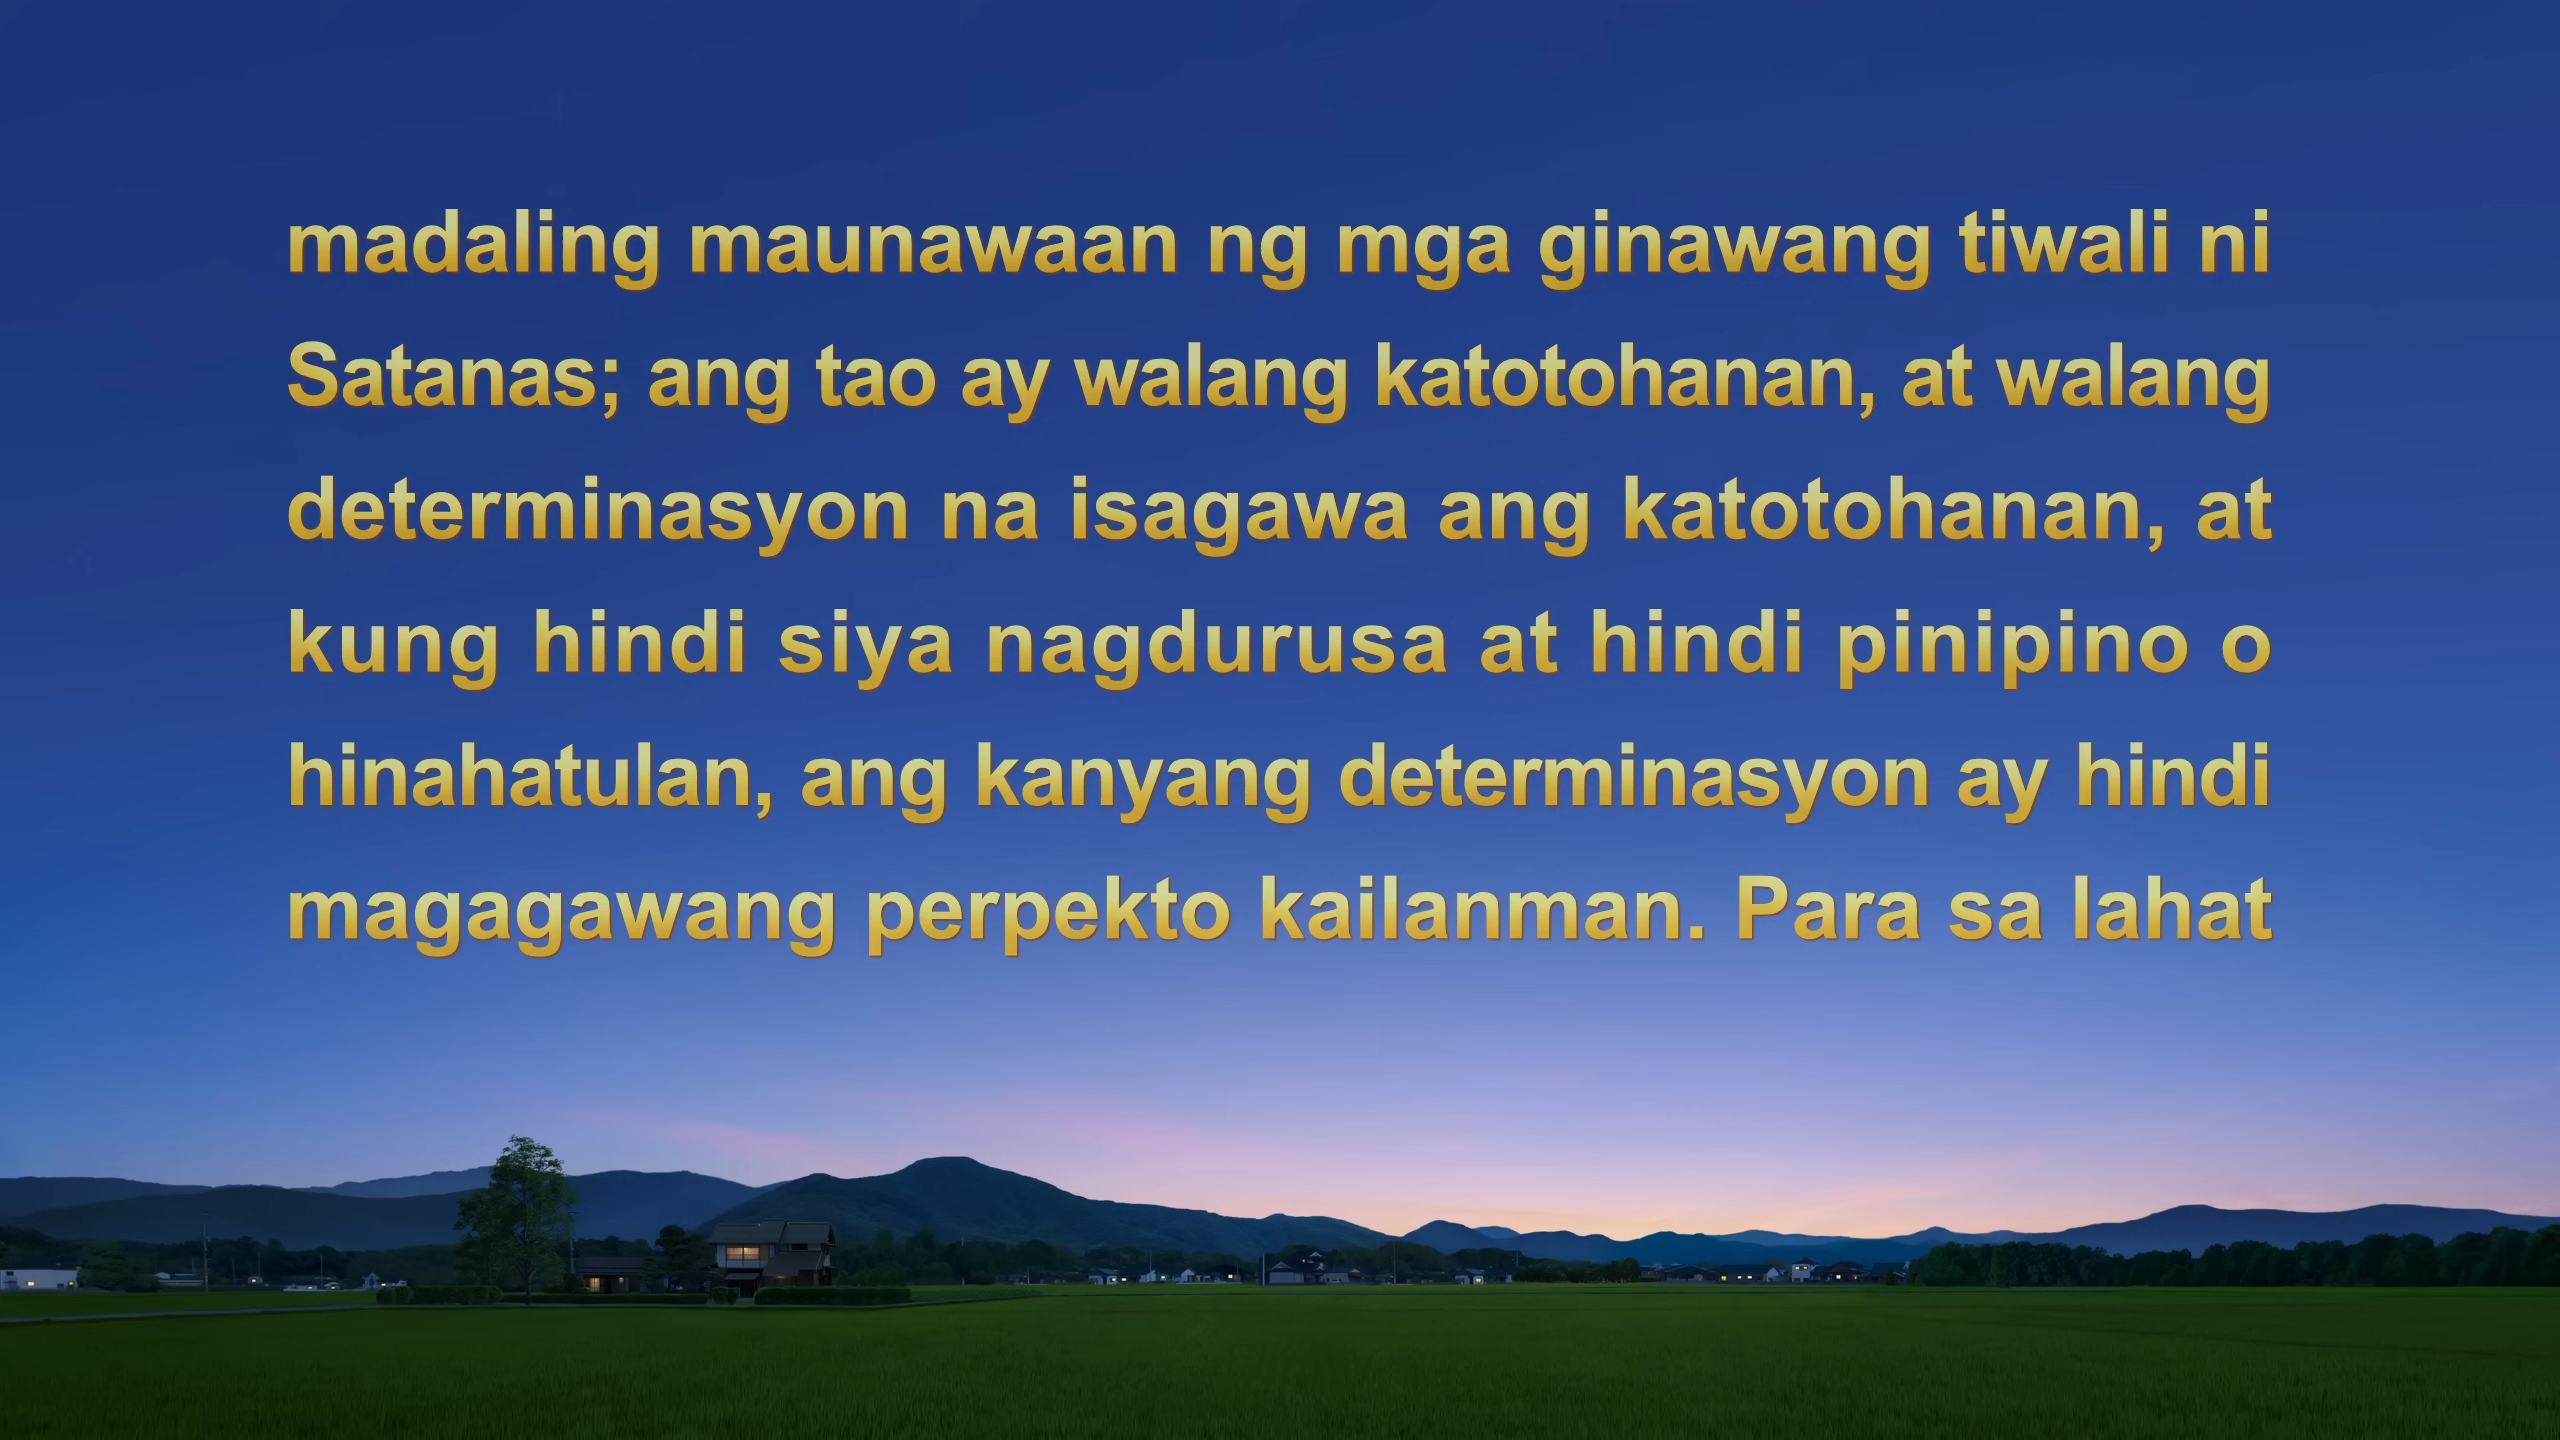 madaling maunawaan ng mga ginawang tiwali ni
Satanas; ang tao ay walang katotohanan, at walang
determinasyon na isagawa ang katotohanan, at
kung hindi siya nagdurusa at hindi pinipino o
hinahatulan, ang kanyang determinasyon ay hindi
magagawang perpekto kailanman. Para sa lahat